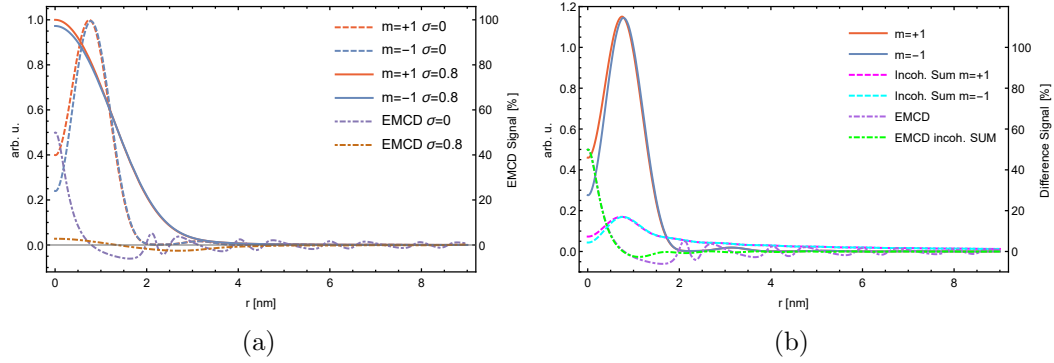 1.0
0.8
0.6
0.4
0.2
0.0
arb. u.
100
80
60
40
20
0
EMCD Signal [% ]
m=+1 σ=0
m=−1 σ=0
m=+1 σ=0.8
m=−1 σ=0.8
EMCD σ=0
EMCD σ=0.8
0 2 4 6 8
r [nm]
(a)
1.2
1.0
0.8
0.6
0.4
0.2
0.0
arb. u.
100
80
60
40
20
0
Difference Signal [%]
m=+1
m=−1
Incoh. Sum m=+1
Incoh. Sum m=−1
EMCD
EMCD incoh. SUM
0 2 4 6 8
r [nm]
(b)